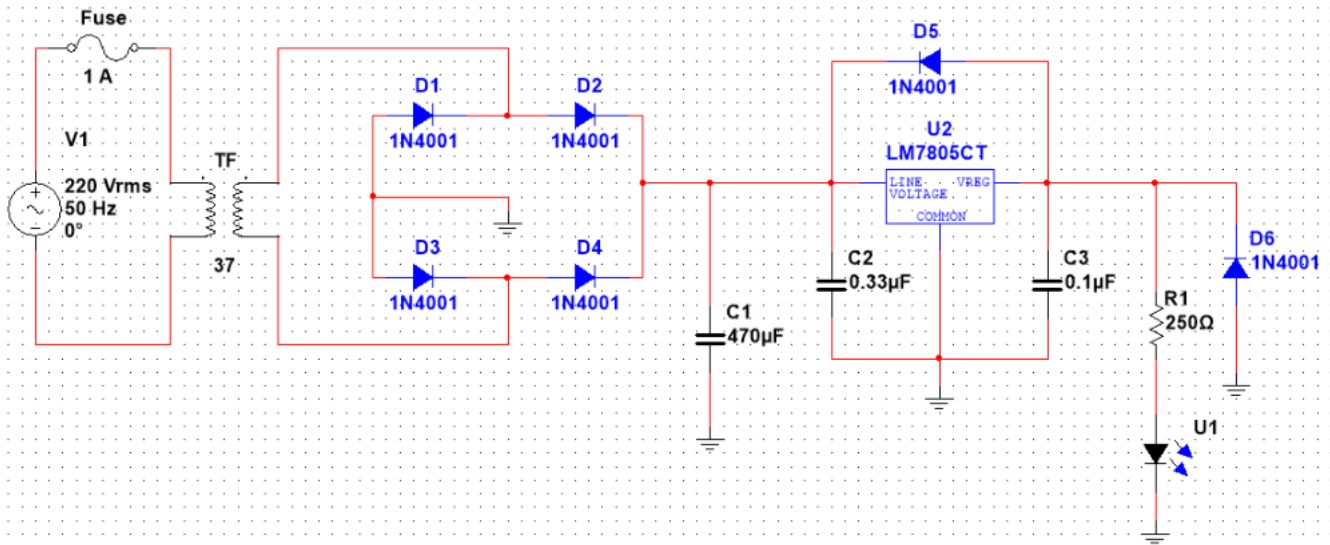 Fuse
1 A
V1
220 Vrms
50 Hz
0°
TF
37
D1
1N4001
D2
1N4001
D3
1N4001
D4
1N4001
C1
470µF
D5
1N4001
U2
LM7805CT
LINE VREG
VOLTAGE
COMMON
C2
0.33µF
C3
0.1µF
R1
250Ω
D6
1N4001
U1
+